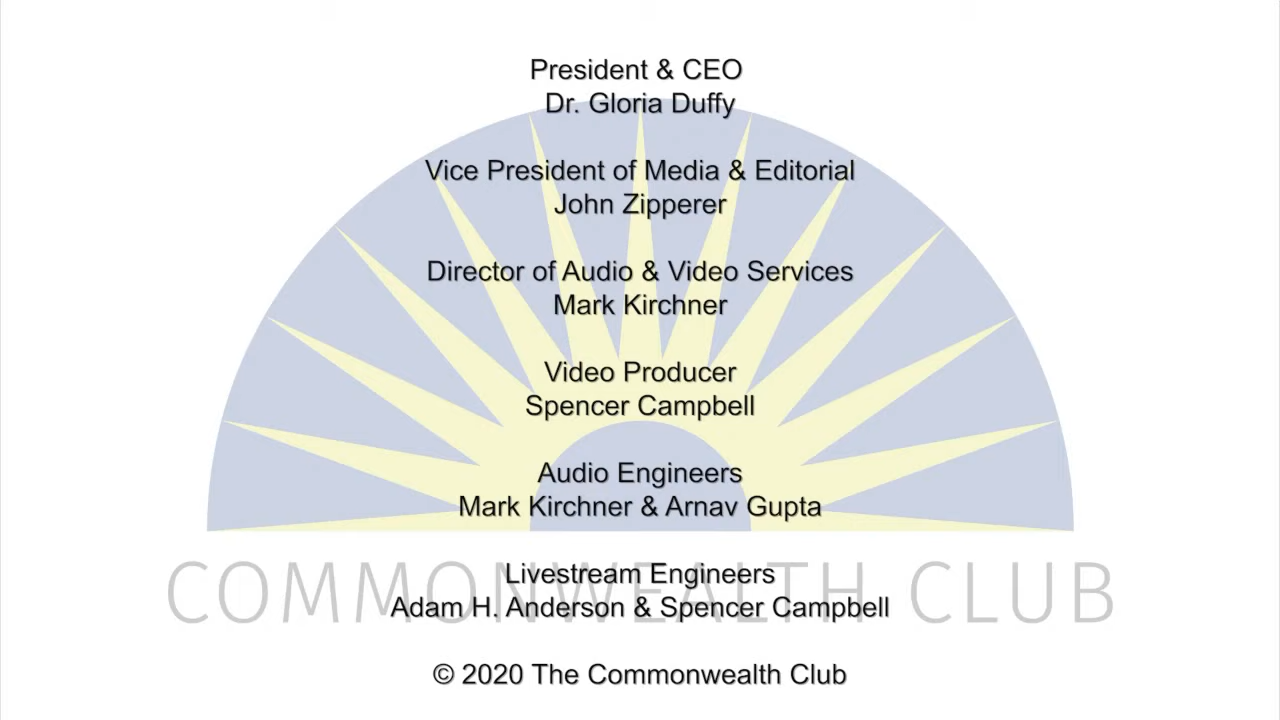 President & CEO
Dr. Gloria Duffy
Vice President of Media & Editorial
John Zipperer
Director of Audio & Video Services
Mark Kirchner
Video Producer
Spencer Campbell
Audio Engineers
Mark Kirchner & Arnav Gupta
Livestream Engineers
COMMONWEALTH CLUB
Adam H. Anderson & Spencer Campbell
© 2020 The Commonwealth Club